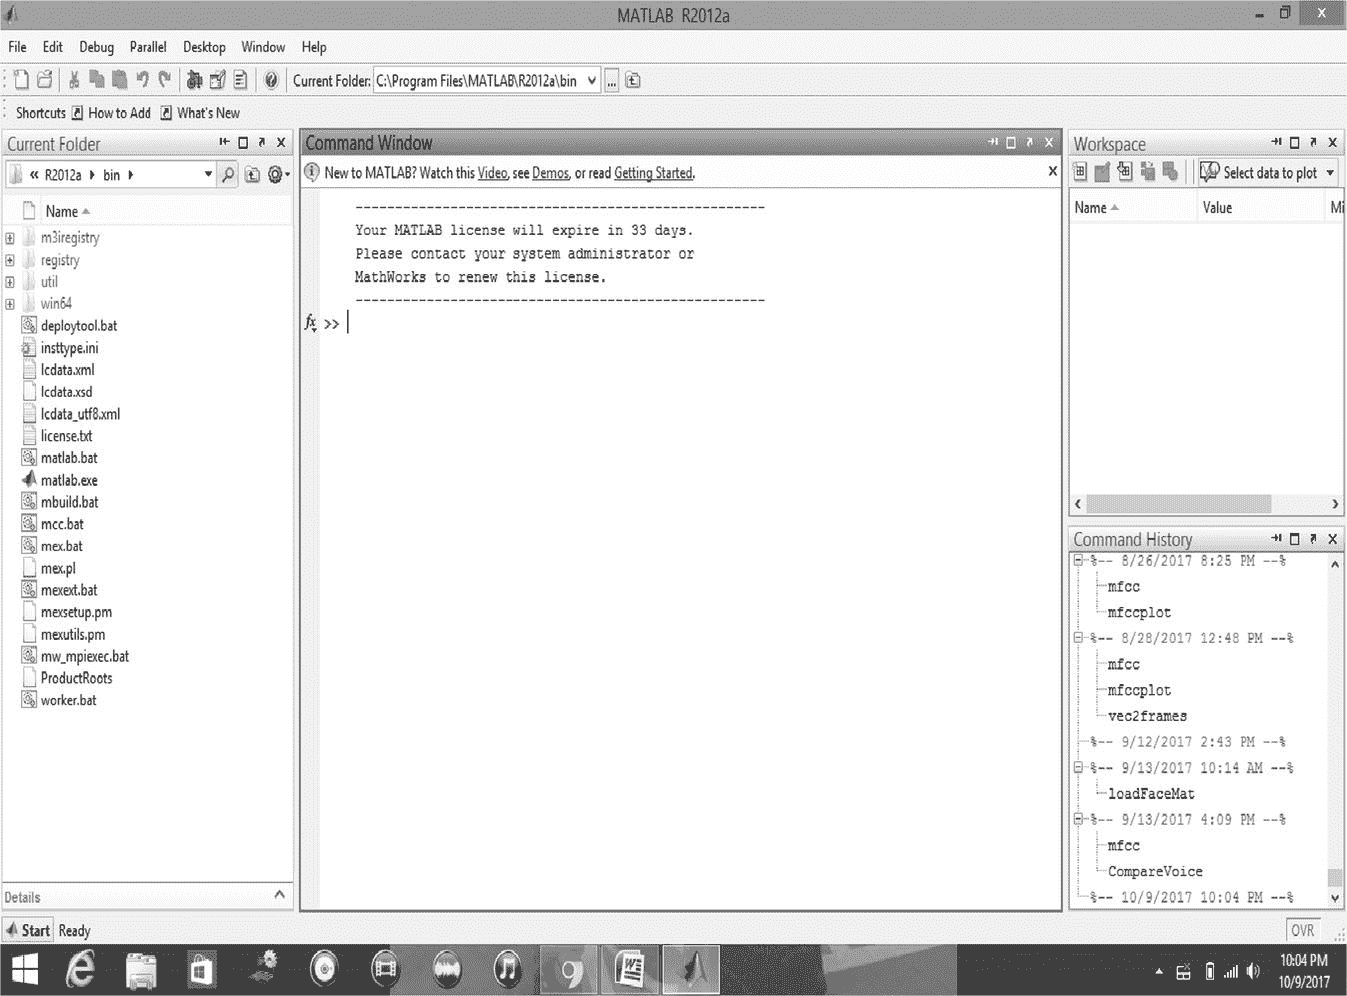 MATLAB R2012a
File Edit Debug Parallel Desktop Window Help
Current Folder: C:\Program Files\MATLAB\R2012a\bin ...
Shortcuts How to Add What's New
Current Folder
« R2012a bin
Name
m3iregistry
registry
util
win64
deploytool.bat
insttype.ini
lcdata.xml
lcdata.xsd
lcdata_utf8.xml
license.txt
matlab.bat
matlab.exe
mbuild.bat
mcc.bat
mex.bat
mex.pl
mexext.bat
mexsetup.pm
mexutils.pm
mw_mpiexec.bat
ProductRoots
worker.bat
Details
Command Window
New to MATLAB? Watch this Video, see Demos, or read Getting Started.
----------------------------------------------------
Your MATLAB license will expire in 33 days.
Please contact your system administrator or
MathWorks to renew this license.
----------------------------------------------------
fx >>
Workspace
Select data to plot
Name Value Mi
Command History
%-- 8/26/2017 8:25 PM --%
mfcc
mfccplot
%-- 8/28/2017 12:48 PM --%
mfcc
mfccplot
vec2frames
%-- 9/12/2017 2:43 PM --%
%-- 9/13/2017 10:14 AM --%
loadFaceMat
%-- 9/13/2017 4:09 PM --%
mfcc
CompareVoice
%-- 10/9/2017 10:04 PM --%
Start Ready
OVR
10:04 PM
10/9/2017